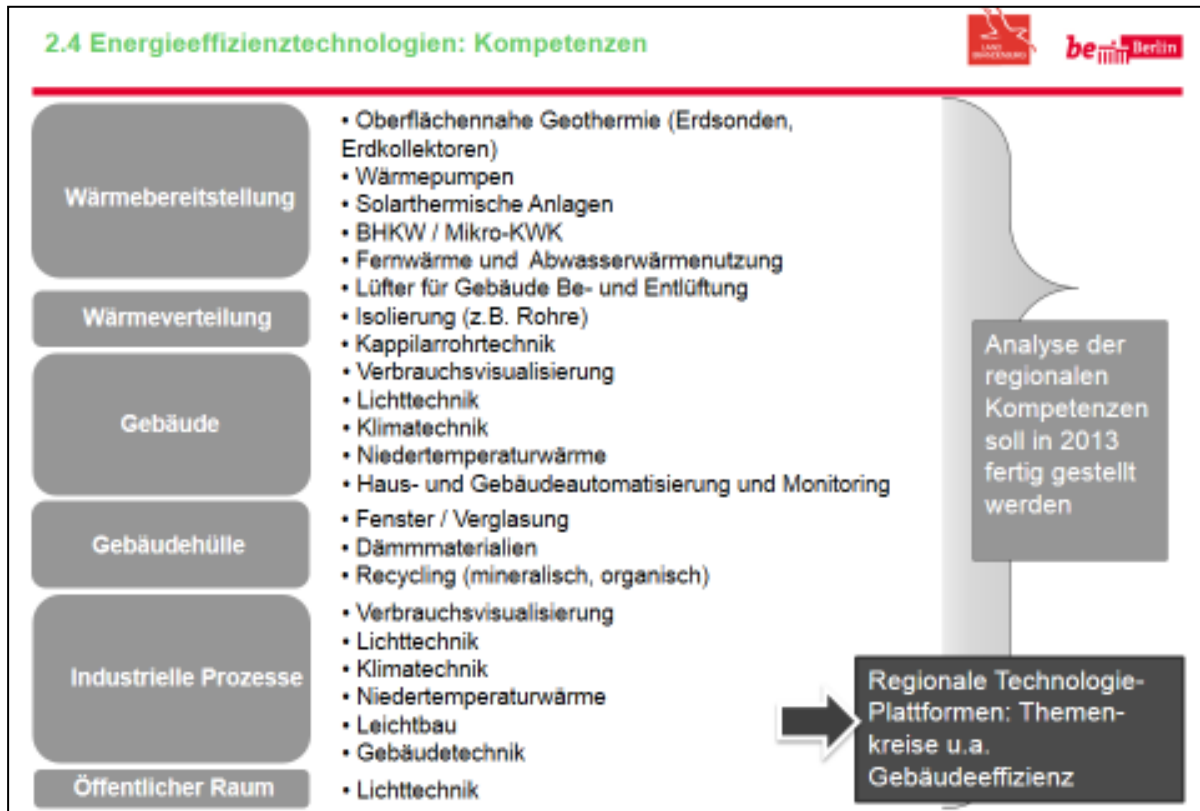 2.4 Energieeffizienztechnologien: Kompetenzen
LAND
BRANDENBURG
be Berlin
Wärmebereitstellung
• Oberflächennahe Geothermie (Erdsonden,
Erdkollektoren)
• Wärmepumpen
• Solarthermische Anlagen
• BHKW / Mikro-KWK
• Fernwärme und Abwasserwärmenutzung
Wärmeverteilung
• Lüfter für Gebäude Be- und Entlüftung
• Isolierung (z.B. Rohre)
• Kappilarrohrtechnik
Gebäude
• Verbrauchsvisualisierung
• Lichttechnik
• Klimatechnik
• Niedertemperaturwärme
• Haus- und Gebäudeautomatisierung und Monitoring
Gebäudehülle
• Fenster / Verglasung
• Dämmmaterialien
• Recycling (mineralisch, organisch)
Industrielle Prozesse
• Verbrauchsvisualisierung
• Lichttechnik
• Klimatechnik
• Niedertemperaturwärme
• Leichtbau
• Gebäudetechnik
Öffentlicher Raum
• Lichttechnik
Analyse der
regionalen
Kompetenzen
soll in 2013
fertig gestellt
werden
Regionale Technologie-
Plattformen: Themen-
kreise u.a.
Gebäudeeffizienz